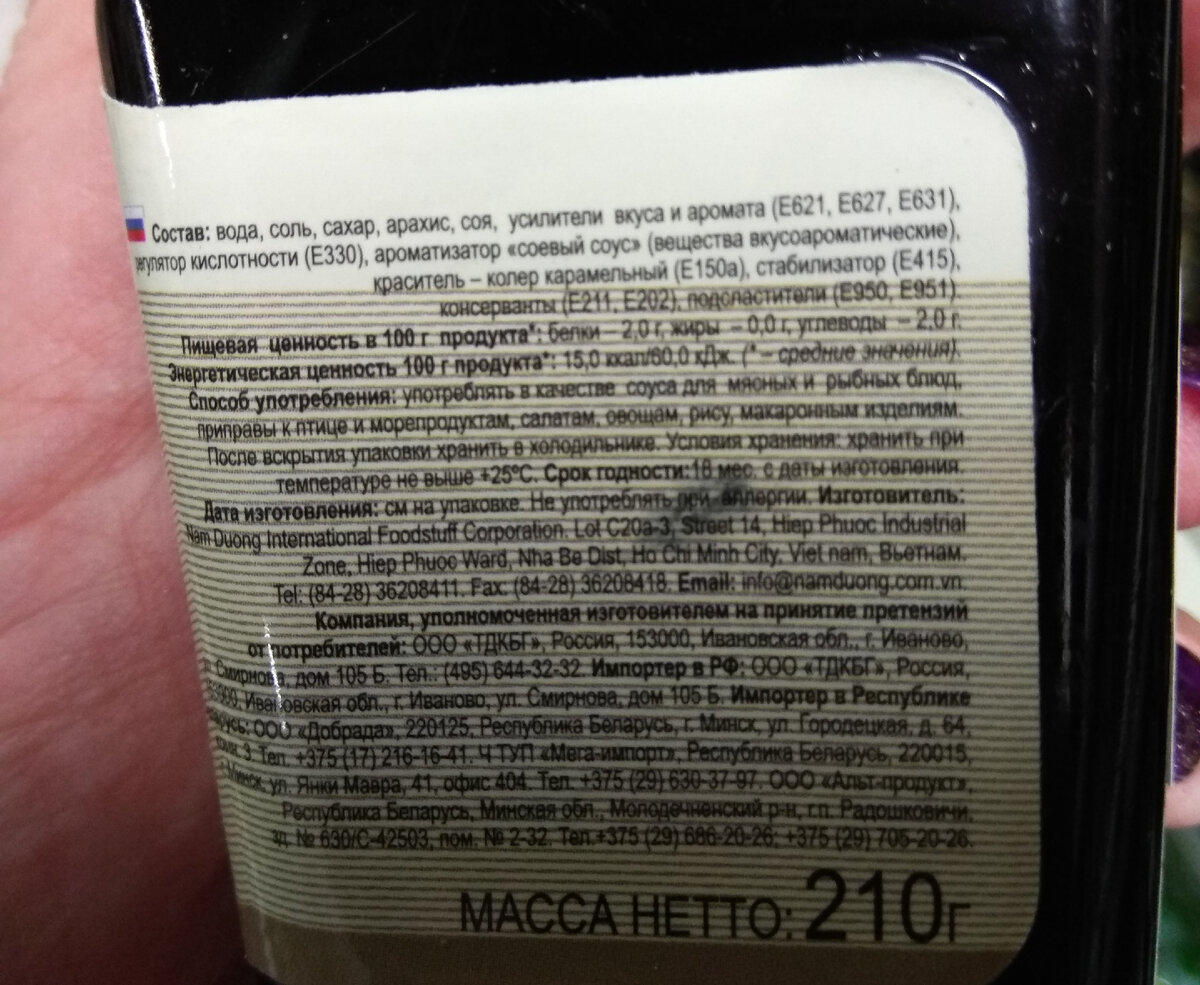 Состав: вода, соль, сахар, арахис, соя, усилители вкуса и аромата (Е621, Е627, Е631),
егулятор кислотности (Е330), ароматизатор «соевый соус» (вещества вкусоароматические),
краситель – колер карамельный (Е150а), стабилизатор (Е415),
консерванты (Е211, Е202), подсластители (Е950, Е951).
Пищевая ценность в 100 г продукта*: белки – 2,0 г, жиры – 0,0 г, углеводы – 2,0 г.
Энергетическая ценность 100 г продукта*: 15,0 ккал/60,0 кДж. (* – средние значения).
Способ употребления: употреблять в качестве соуса для мясных и рыбных блюд,
приправы к птице и морепродуктам, салатам, овощам, рису, макаронным изделиям.
После вскрытия упаковки хранить в холодильнике. Условия хранения: хранить при
температуре не выше +25°С. Срок годности: 18 мес. с даты изготовления.
Дата изготовления: см на упаковке. Не употреблять при аллергии. Изготовитель:
Nam Duong International Foodstuff Corporation. Lot C20a-3, Street 14, Hiep Phuoc Industrial
Zone, Hiep Phuoc Ward, Nha Be Dist, Ho Chi Minh City, Viet nam, Вьетнам.
Tel: (84-28) 36208411. Fax: (84-28) 36208418. Email: info@namduong.com.vn
Компания, уполномоченная изготовителем на принятие претензий
от потребителей: ООО «ТДКБГ», Россия, 153000, Ивановская обл., г. Иваново,
Смирнова, дом 105 Б. Тел.: (495) 644-32-32. Импортер в РФ: ООО «ТДКБГ», Россия,
Ивановская обл., г. Иваново, ул. Смирнова, дом 105 Б. Импортер в Республике
ООО «Добрада», 220125, Республика Беларусь, г. Минск, ул. Городецкая, д. 64,
3. Тел. +375 (17) 216-16-41. Ч ТУП «Мега-импорт», Республика Беларусь, 220015,
Минск, ул. Янки Мавра, 41, офис 404. Тел. +375 (29) 630-37-97. ООО «Альт-продукт»,
Республика Беларусь, Минская обл., Молодечненский р-н, гп. Радошковичи,
зд. № 630/С-42503, пом. № 2-32. Тел.+375 (29) 686-20-26; +375 (29) 705-20-26.
МАССА НЕТТО: 210г